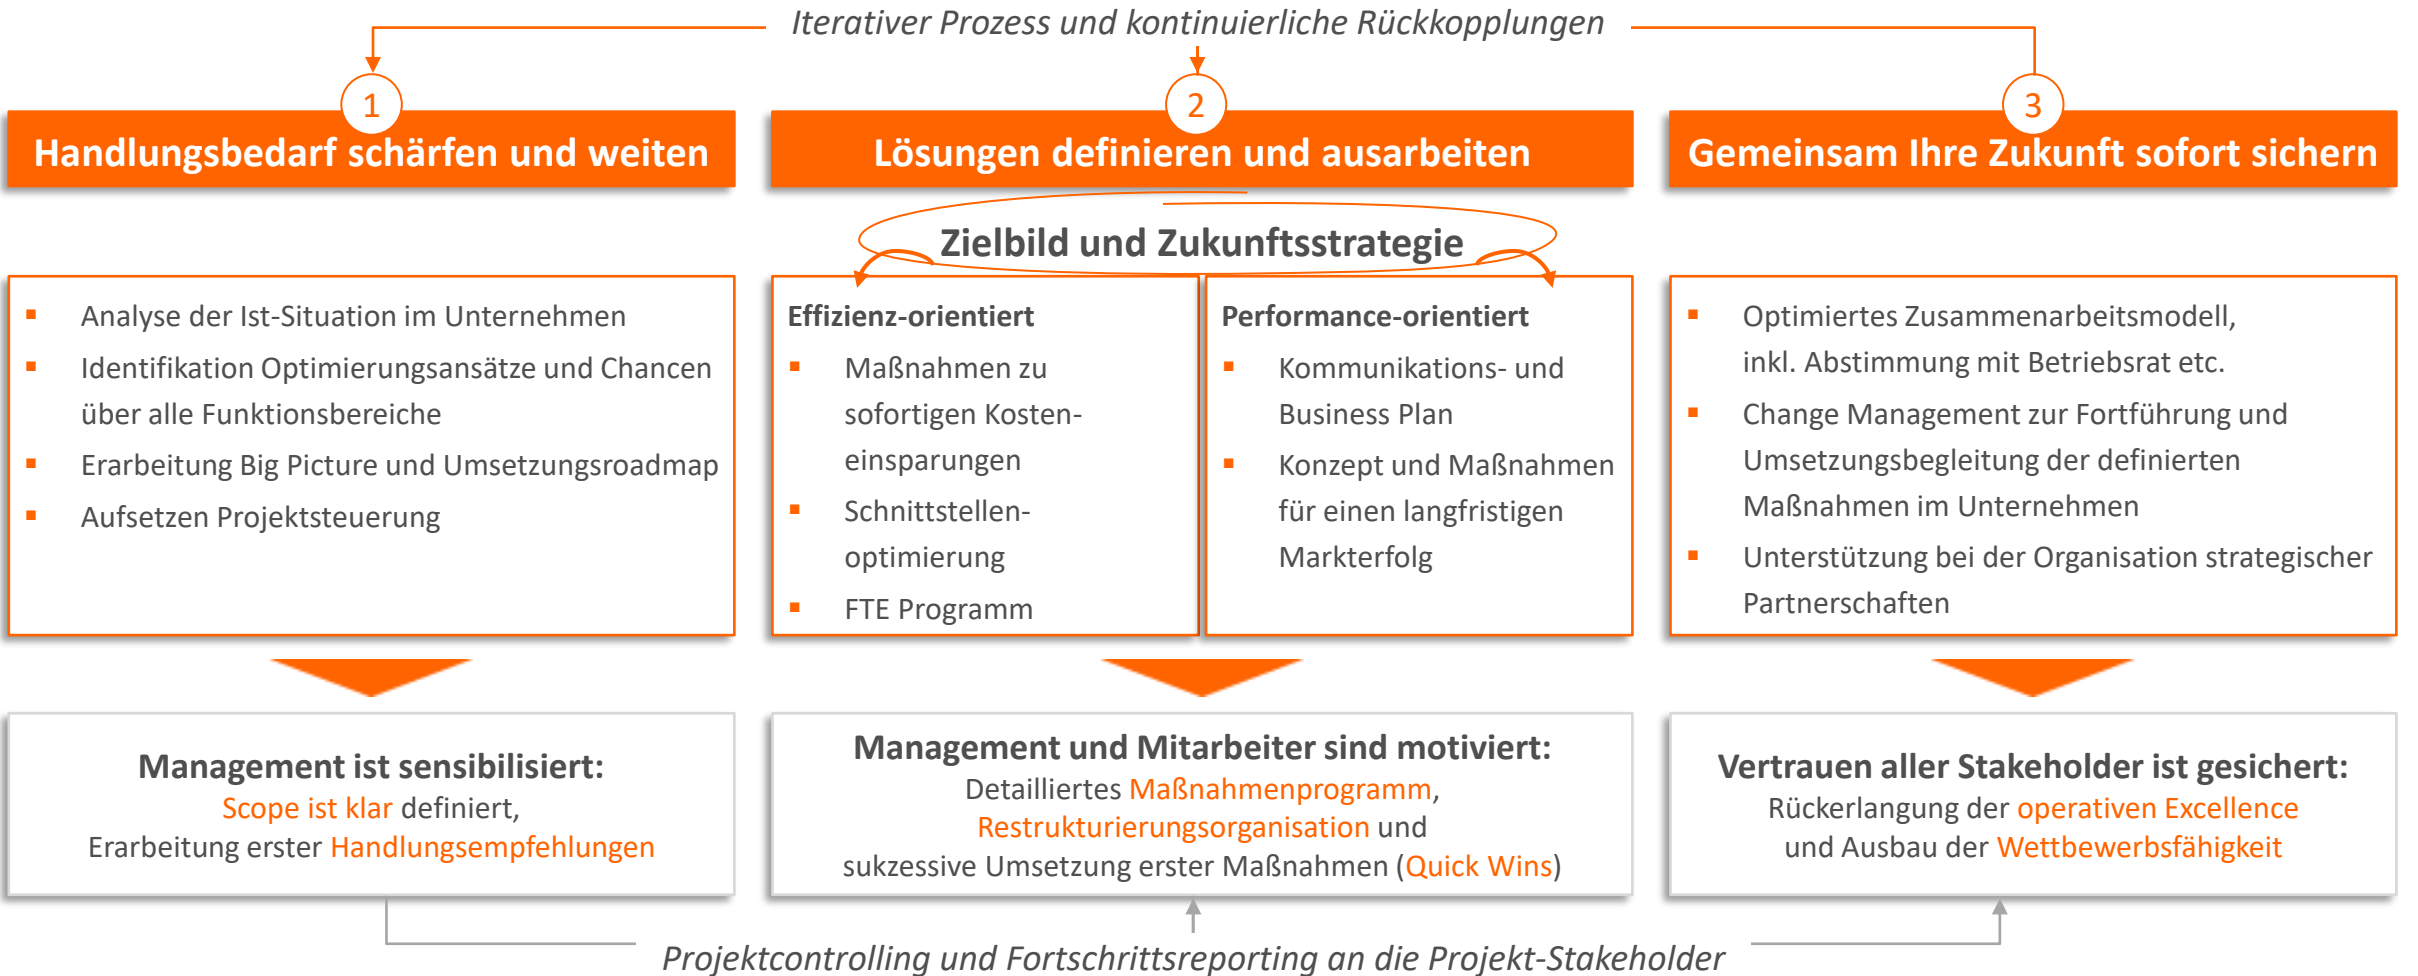 Iterativer Prozess und kontinuierliche Rückkopplungen
1
Handlungsbedarf schärfen und weiten
2
Lösungen definieren und ausarbeiten
3
Gemeinsam Ihre Zukunft sofort sichern
▪ Analyse der Ist-Situation im Unternehmen
▪ Identifikation Optimierungsansätze und Chancen
über alle Funktionsbereiche
▪ Erarbeitung Big Picture und Umsetzungsroadmap
▪ Aufsetzen Projektsteuerung
Zielbild und Zukunftsstrategie
Effizienz-orientiert
▪ Maßnahmen zu
sofortigen Kosten-
einsparungen
▪ Schnittstellen-
optimierung
▪ FTE Programm
Performance-orientiert
▪ Kommunikations- und
Business Plan
▪ Konzept und Maßnahmen
für einen langfristigen
Markterfolg
▪ Optimiertes Zusammenarbeitsmodell,
inkl. Abstimmung mit Betriebsrat etc.
▪ Change Management zur Fortführung und
Umsetzungsbegleitung der definierten
Maßnahmen im Unternehmen
▪ Unterstützung bei der Organisation strategischer
Partnerschaften
Management ist sensibilisiert:
Scope ist klar definiert,
Erarbeitung erster Handlungsempfehlungen
Management und Mitarbeiter sind motiviert:
Detailliertes Maßnahmenprogramm,
Restrukturierungsorganisation und
sukzessive Umsetzung erster Maßnahmen (Quick Wins)
Vertrauen aller Stakeholder ist gesichert:
Rückerlangung der operativen Excellence
und Ausbau der Wettbewerbsfähigkeit
Projektcontrolling und Fortschrittsreporting an die Projekt-Stakeholder